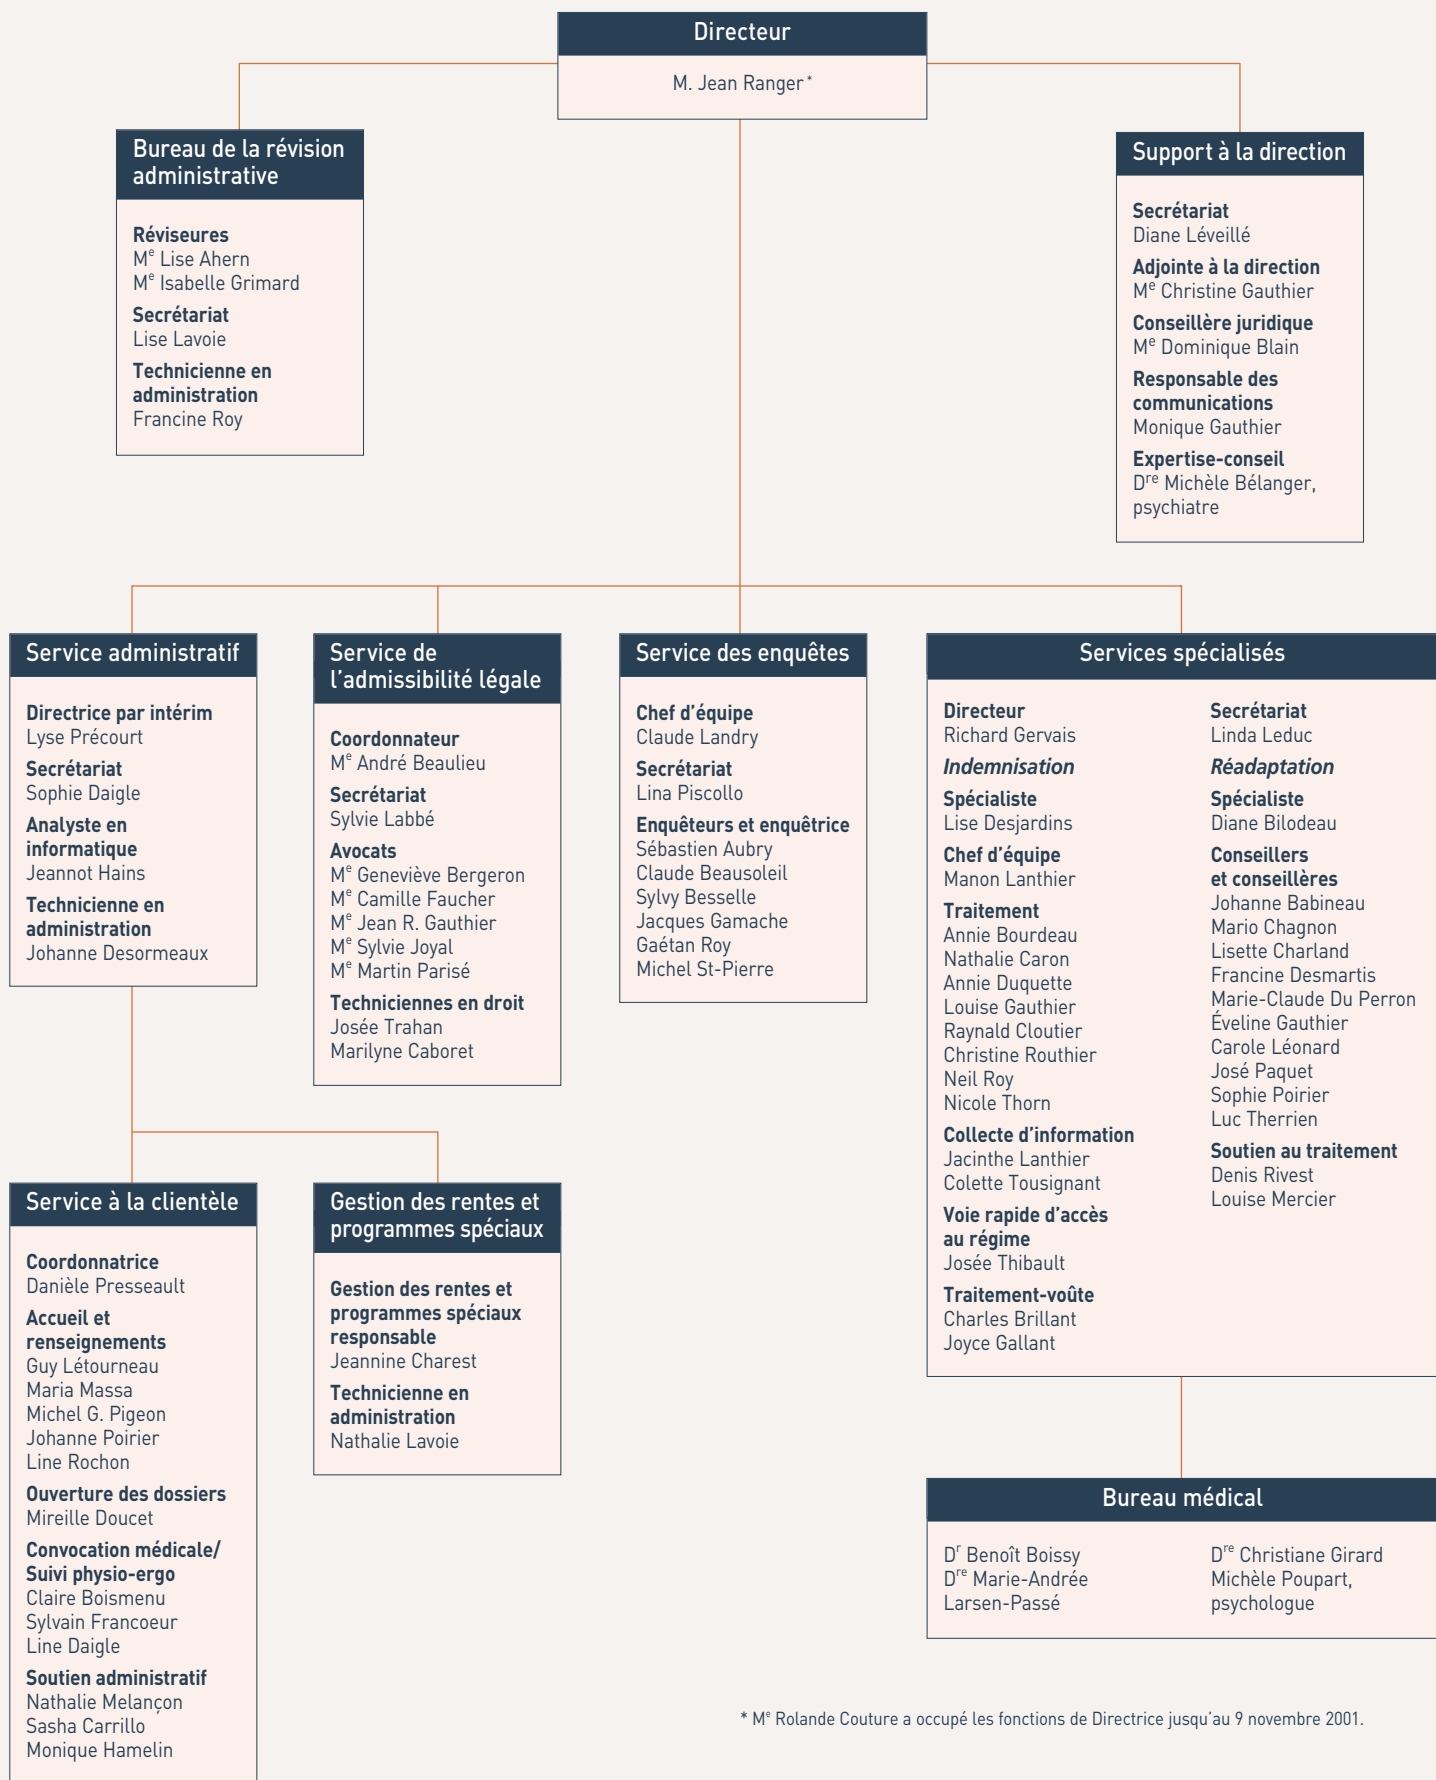 Directeur
M. Jean Ranger*
Bureau de la révision
administrative
Réviseures
Me Lise Ahern
Me Isabelle Grimard
Secrétariat
Lise Lavoie
Technicienne en
administration
Francine Roy
Support à la direction
Secrétariat
Diane Léveillé
Adjointe à la direction
Me Christine Gauthier
Conseillère juridique
Me Dominique Blain
Responsable des
communications
Monique Gauthier
Expertise-conseil
Dre Michèle Bélanger,
psychiatre
Service administratif
Directrice par intérim
Lyse Précourt
Secrétariat
Sophie Daigle
Analyste en
informatique
Jeannot Hains
Technicienne en
administration
Johanne Desormeaux
Service de
l'admissibilité légale
Coordonnateur
Me André Beaulieu
Secrétariat
Sylvie Labbé
Avocats
Me Geneviève Bergeron
Me Camille Faucher
Me Jean R. Gauthier
Me Sylvie Joyal
Me Martin Parisé
Techniciennes en droit
Josée Trahan
Marilyne Caboret
Service des enquêtes
Chef d'équipe
Claude Landry
Secrétariat
Lina Piscollo
Enquêteurs et enquêtrice
Sébastien Aubry
Claude Beausoleil
Sylvy Besselle
Jacques Gamache
Gaétan Roy
Michel St-Pierre
Services spécialisés
Directeur
Richard Gervais
Indemnisation
Spécialiste
Lise Desjardins
Chef d'équipe
Manon Lanthier
Traitement
Annie Bourdeau
Nathalie Caron
Annie Duquette
Louise Gauthier
Raynald Cloutier
Christine Routhier
Neil Roy
Nicole Thorn
Collecte d'information
Jacinthe Lanthier
Colette Tousignant
Voie rapide d'accès
au régime
Josée Thibault
Traitement-voûte
Charles Brillant
Joyce Gallant
Secrétariat
Linda Leduc
Réadaptation
Spécialiste
Diane Bilodeau
Conseillers
et conseillères
Johanne Babineau
Mario Chagnon
Lisette Charland
Francine Desmartis
Marie-Claude Du Perron
Éveline Gauthier
Carole Léonard
José Paquet
Sophie Poirier
Luc Therrien
Soutien au traitement
Denis Rivest
Louise Mercier
Service à la clientèle
Coordonnatrice
Danièle Presseault
Accueil et
renseignements
Guy Létourneau
Maria Massa
Michel G. Pigeon
Johanne Poirier
Line Rochon
Ouverture des dossiers
Mireille Doucet
Convocation médicale/
Suivi physio-ergo
Claire Boismenu
Sylvain Francoeur
Line Daigle
Soutien administratif
Nathalie Melançon
Sasha Carrillo
Monique Hamelin
Gestion des rentes et
programmes spéciaux
Gestion des rentes et
programmes spéciaux
responsable
Jeannine Charest
Technicienne en
administration
Nathalie Lavoie
Bureau médical
Dr Benoît Boissy
Dre Marie-Andrée
Larsen-Passé
Dre Christiane Girard
Michèle Poupart,
psychologue
* Me Rolande Couture a occupé les fonctions de Directrice jusqu'au 9 novembre 2001.